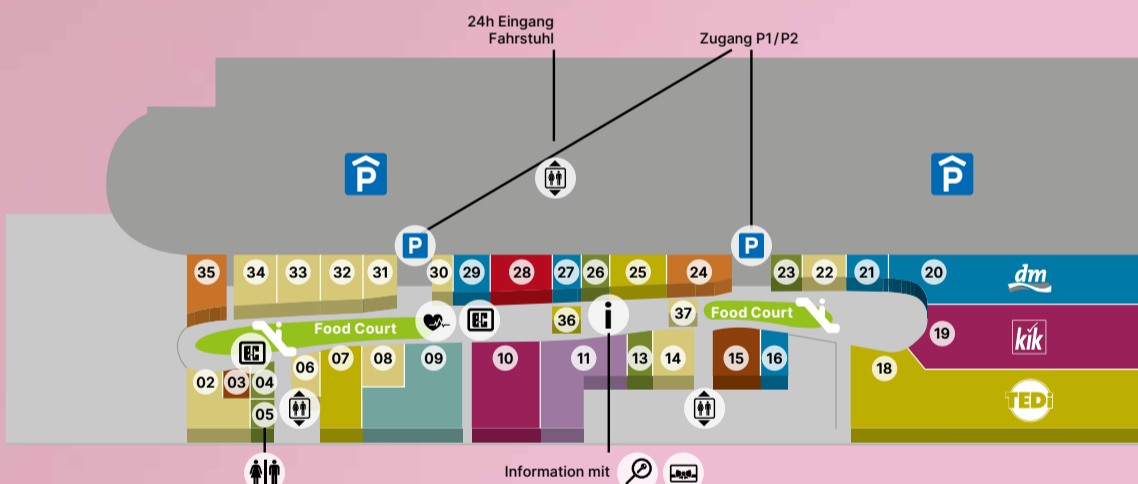 24h Eingang
Fahrstuhl
Zugang P1/P2
P
P
P
P
35
34
33
32
31
30
29
28
27
26
25
24
23
22
21
20
dm
Food Court
EC
36
i
37
Food Court
19
kik
EC
02
03
04
05
06
07
08
09
10
11
13
14
15
16
18
TEDi
Information mit